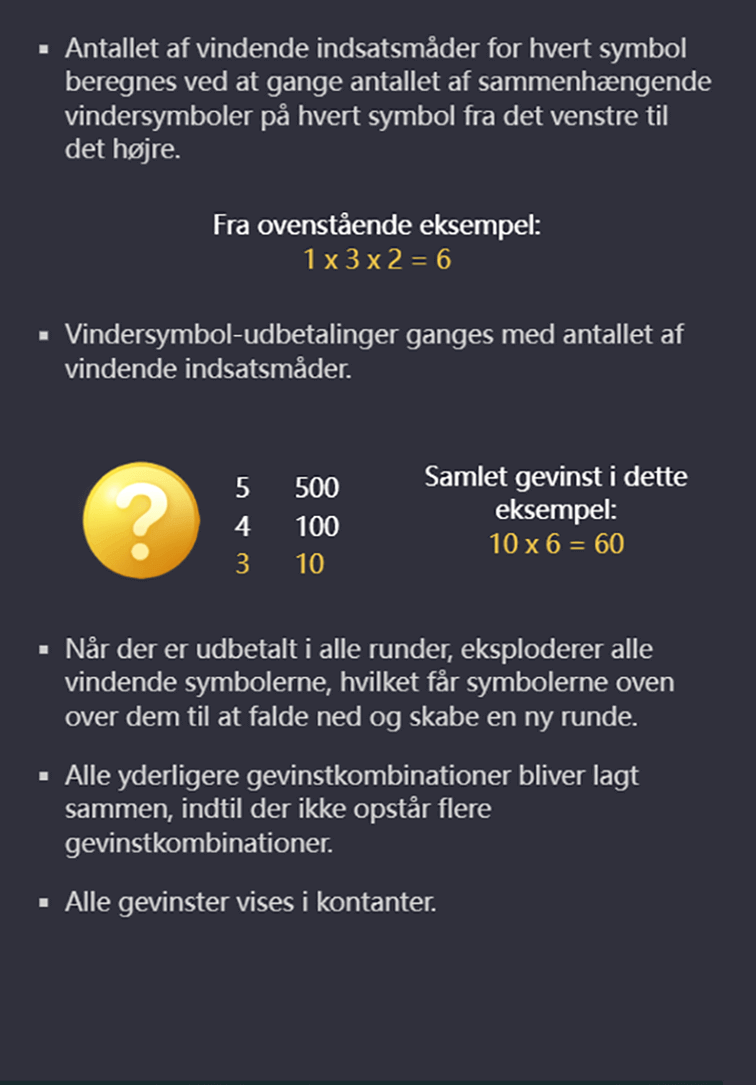 ▪ Antallet af vindende indsatsmåder for hvert symbol
beregnes ved at gange antallet af sammenhængende
vindersymboler på hvert symbol fra det venstre til
det højre.
Fra ovenstående eksempel:
1 x 3 x 2 = 6
▪ Vindersymbol-udbetalinger ganges med antallet af
vindende indsatsmåder.
?
5 500
4 100
3 10
Samlet gevinst i dette
eksempel:
10 x 6 = 60
▪ Når der er udbetalt i alle runder, eksploderer alle
vindende symbolerne, hvilket får symbolerne oven
over dem til at falde ned og skabe en ny runde.
▪ Alle yderligere gevinstkombinationer bliver lagt
sammen, indtil der ikke opstår flere
gevinstkombinationer.
▪ Alle gevinster vises i kontanter.